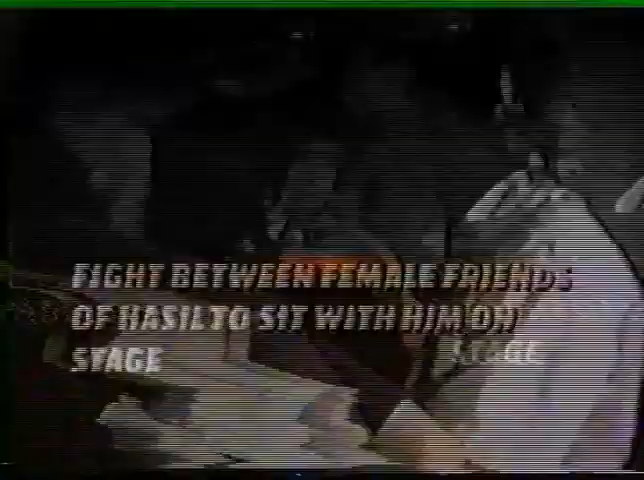 FIGHT BETWEEN FEMALE FRIENDS
OF HASIL TO SIT WITH HIM ON
STAGE
STAGE